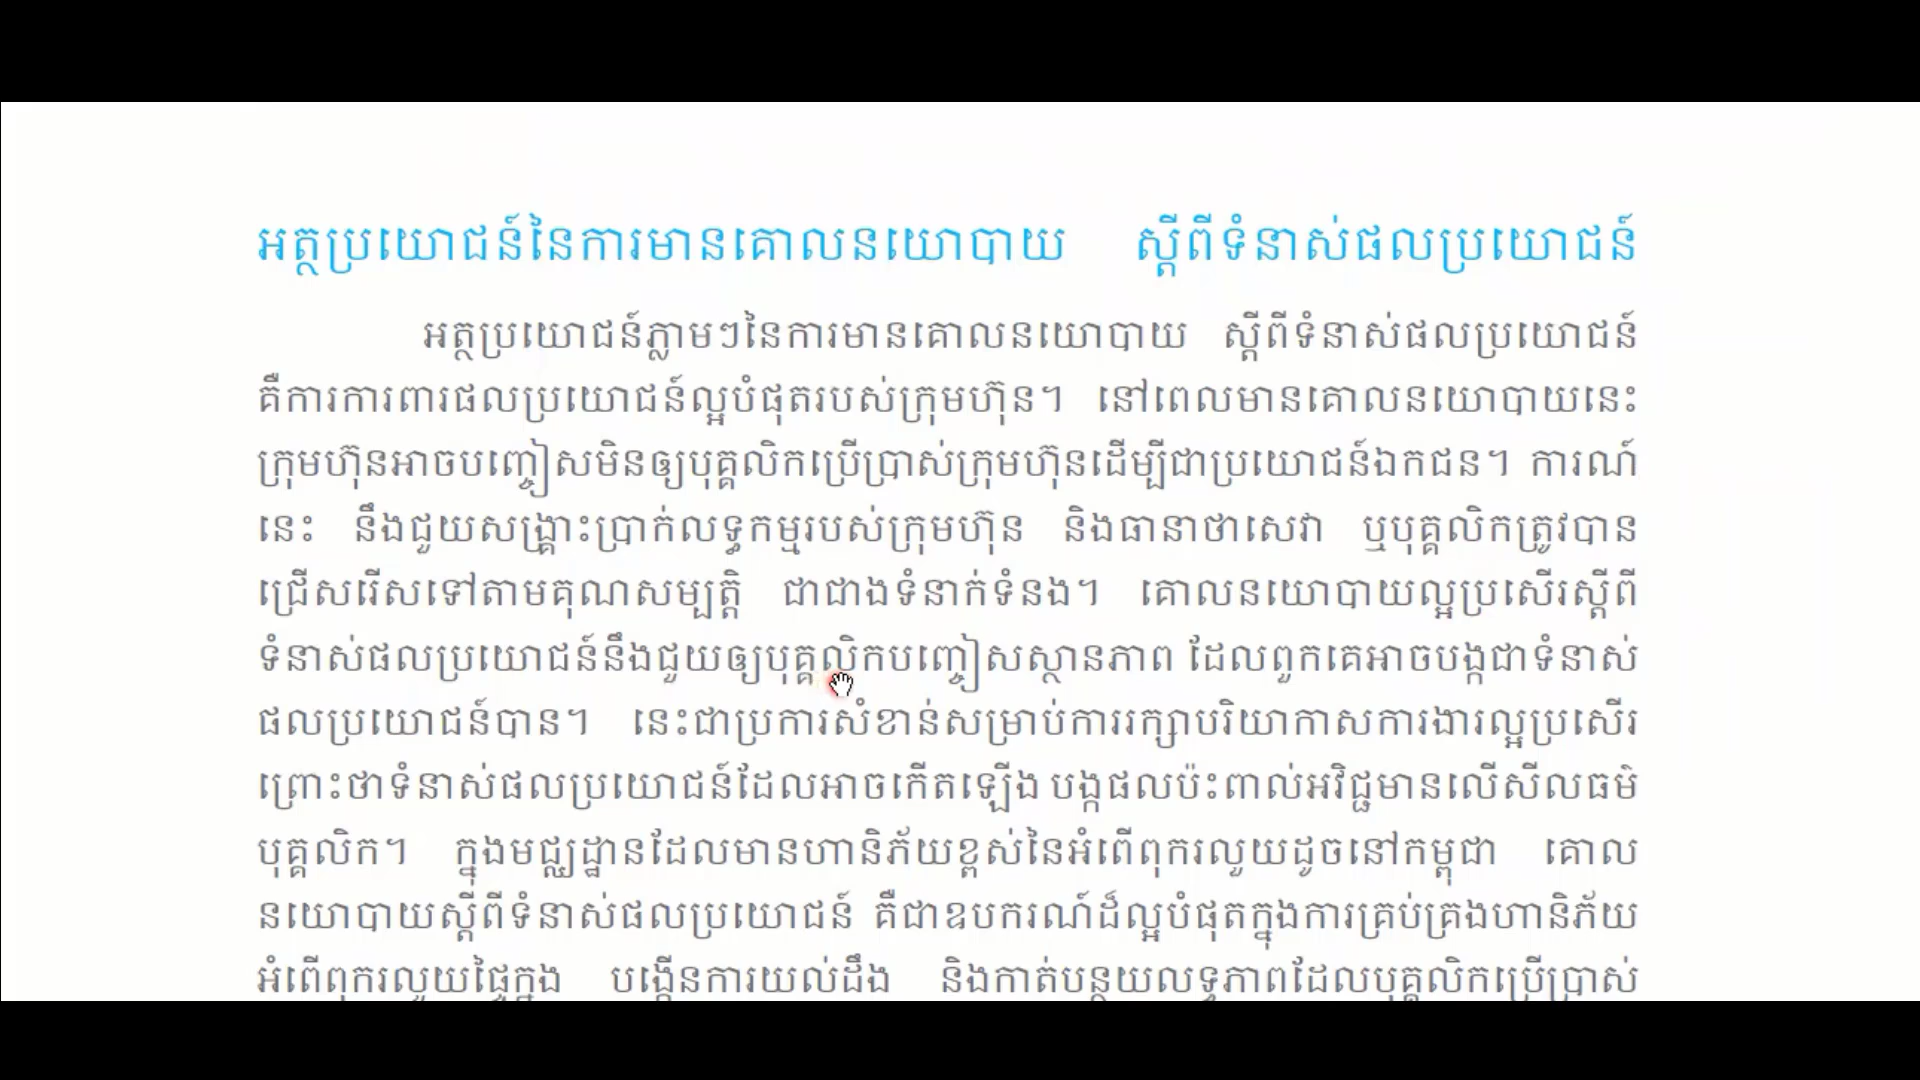 អត្ថប្រយោជន៍នៃការមានគោលនយោបាយ ស្តីពីទំនាស់ផលប្រយោជន៍
អត្ថប្រយោជន៍ភ្លាមៗនៃការមានគោលនយោបាយ ស្តីពីទំនាស់ផលប្រយោជន៍
គឺការការពារផលប្រយោជន៍ល្អបំផុតរបស់ក្រុមហ៊ុន។ នៅពេលមានគោលនយោបាយនេះ
ក្រុមហ៊ុនអាចបញ្ចៀសមិនឲ្យបុគ្គលិកប្រើប្រាស់ក្រុមហ៊ុនដើម្បីជាប្រយោជន៍ឯកជន។ ការណ៍
នេះ នឹងជួយសង្គ្រោះប្រាក់លទ្ធកម្មរបស់ក្រុមហ៊ុន និងធានាថាសេវា ឬបុគ្គលិកត្រូវបាន
ជ្រើសរើសទៅតាមគុណសម្បត្តិ ជាជាងទំនាក់ទំនង។ គោលនយោបាយល្អប្រសើរស្តីពី
ទំនាស់ផលប្រយោជន៍នឹងជួយឲ្យបុគ្គលិកបញ្ចៀសស្ថានភាព ដែលពួកគេអាចបង្កជាទំនាស់
ផលប្រយោជន៍បាន។ នេះជាប្រការសំខាន់សម្រាប់ការរក្សាបរិយាកាសការងារល្អប្រសើរ
ព្រោះថាទំនាស់ផលប្រយោជន៍ដែលអាចកើតឡើង បង្កផលប៉ះពាល់អវិជ្ជមានលើសីលធម៌
បុគ្គលិក។ ក្នុងមជ្ឈដ្ឋានដែលមានហានិភ័យខ្ពស់នៃអំពើពុករលួយដូចនៅកម្ពុជា គោល
នយោបាយស្តីពីទំនាស់ផលប្រយោជន៍ គឺជាឧបករណ៍ដ៏ល្អបំផុតក្នុងការគ្រប់គ្រងហានិភ័យ
អំពើពុករលួយផ្ទៃក្នុង បង្កើនការយល់ដឹង និងកាត់បន្ថយលទ្ធភាពដែលបុគ្គលិកប្រើប្រាស់